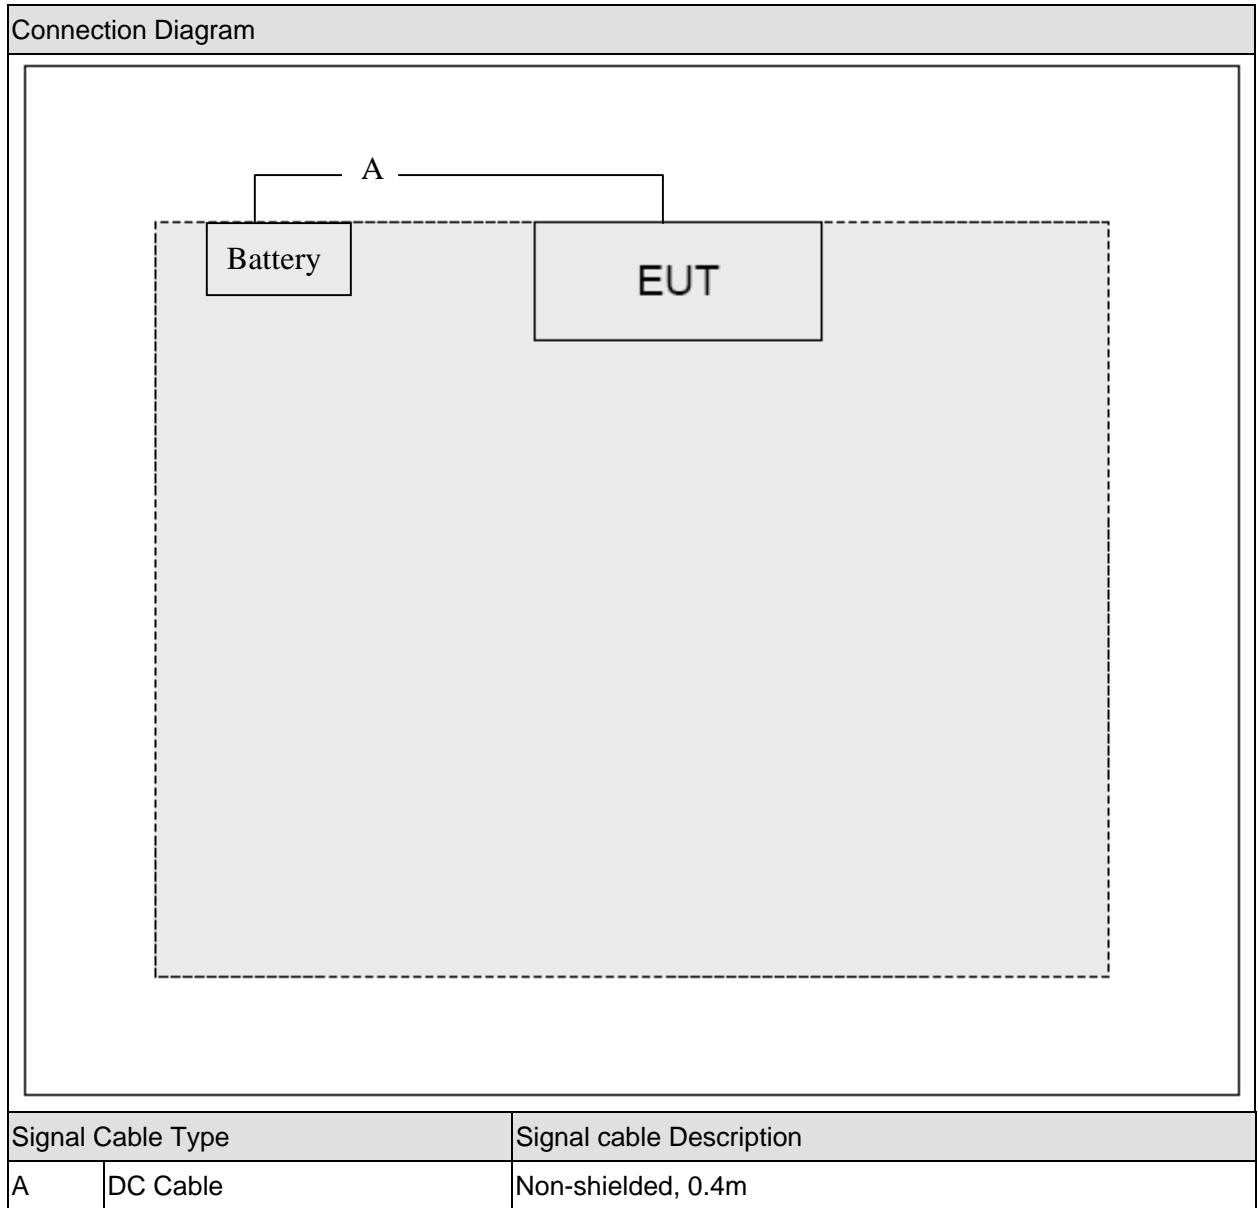 Connection Diagram
A
Battery
EUT
Signal Cable Type Signal cable Description
A DC Cable Non-shielded, 0.4m